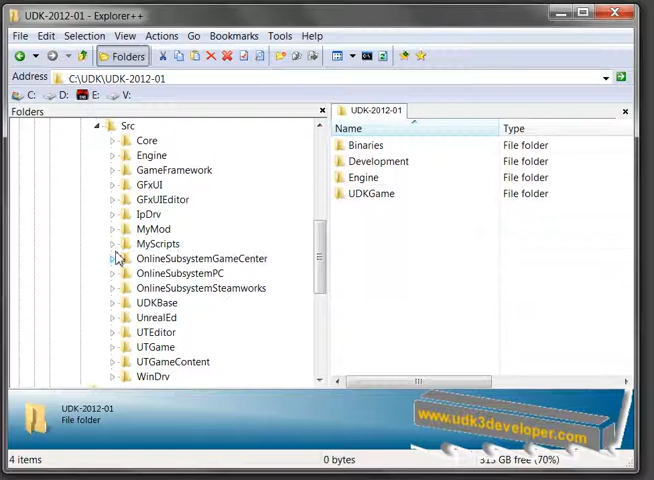 UDK-2012-01 - Explorer++
File Edit Selection View Actions Go Bookmarks Tools Help
Folders
Address C:\UDK\UDK-2012-01
C: D: E: V:
Folders
UDK-2012-01
Name Type
Src
Core
Engine
GameFramework
GFxUI
GFxUIEditor
IpDrv
MyMod
MyScripts
OnlineSubsystemGameCenter
OnlineSubsystemPC
OnlineSubsystemSteamworks
UDKBase
UnrealEd
UTEditor
UTGame
UTGameContent
WinDrv
Binaries File folder
Development File folder
Engine File folder
UDKGame File folder
UDK-2012-01
File folder
www.udk3developer.com
4 items 0 bytes GB free (70%)